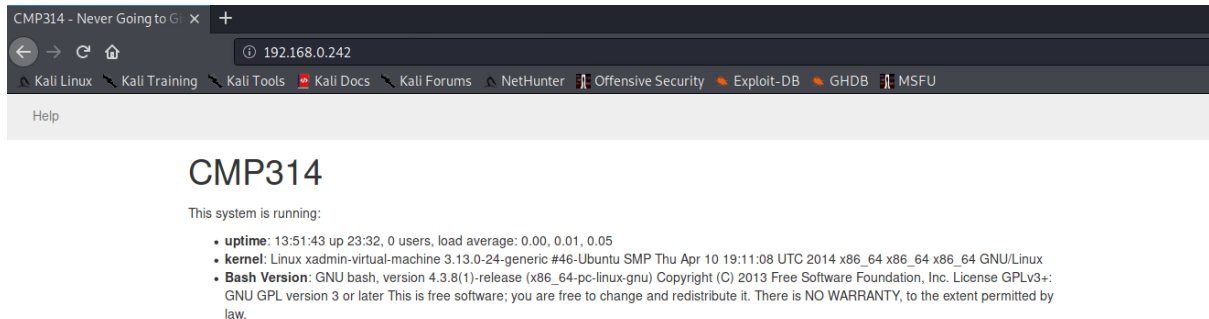 CMP314 - Never Going to Gi
192.168.0.242
Kali Linux Kali Training Kali Tools Kali Docs Kali Forums NetHunter Offensive Security Exploit-DB GHDB MSFU
Help
CMP314
This system is running:
uptime: 13:51:43 up 23:32, 0 users, load average: 0.00, 0.01, 0.05
kernel: Linux xadmin-virtual-machine 3.13.0-24-generic #46-Ubuntu SMP Thu Apr 10 19:11:08 UTC 2014 x86_64 x86_64 x86_64 GNU/Linux
Bash Version: GNU bash, version 4.3.8(1)-release (x86_64-pc-linux-gnu) Copyright (C) 2013 Free Software Foundation, Inc. License GPLv3+:
GNU GPL version 3 or later This is free software; you are free to change and redistribute it. There is NO WARRANTY, to the extent permitted by
law.